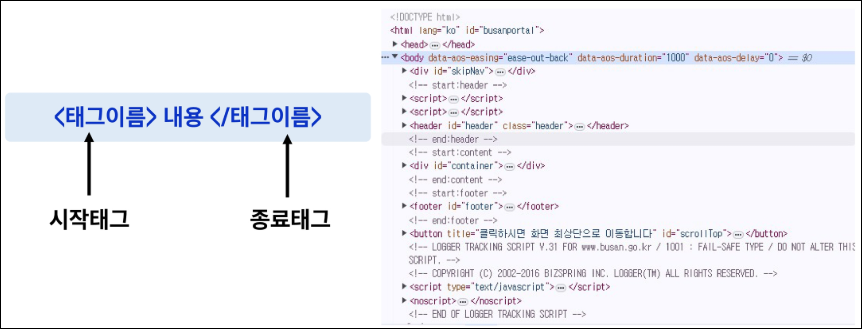 <태그이름> 내용 </태그이름>
시작태그
종료태그
<!DOCTYPE html>
<html lang="ko" id="busanportal">
<head>…</head>
<body data-aos-easing="ease-out-back" data-aos-duration="1000" data-aos-delay="0"> == $0
<div id="skipNav">…</div>
<!-- start:header -->
<script>…</script>
<script>…</script>
<header id="header" class="header">…</header>
<!-- end:header -->
<!-- start:content -->
<div id="container">…</div>
<!-- end:content -->
<!-- start:footer -->
<footer id="footer">…</footer>
<!-- end:footer -->
<button title="클릭하시면 화면 최상단으로 이동합니다" id="scrollTop">…</button>
<!-- LOGGER TRACKING SCRIPT V.31 FOR www.busan.go.kr / 1001 : FAIL-SAFE TYPE / DO NOT ALTER THIS
SCRIPT. -->
<!-- COPYRIGHT (C) 2002-2016 BIZSPRING INC. LOGGER(TM) ALL RIGHTS RESERVED. -->
<script type="text/javascript">…</script>
<noscript>…</noscript>
<!-- END OF LOGGER TRACKING SCRIPT -->